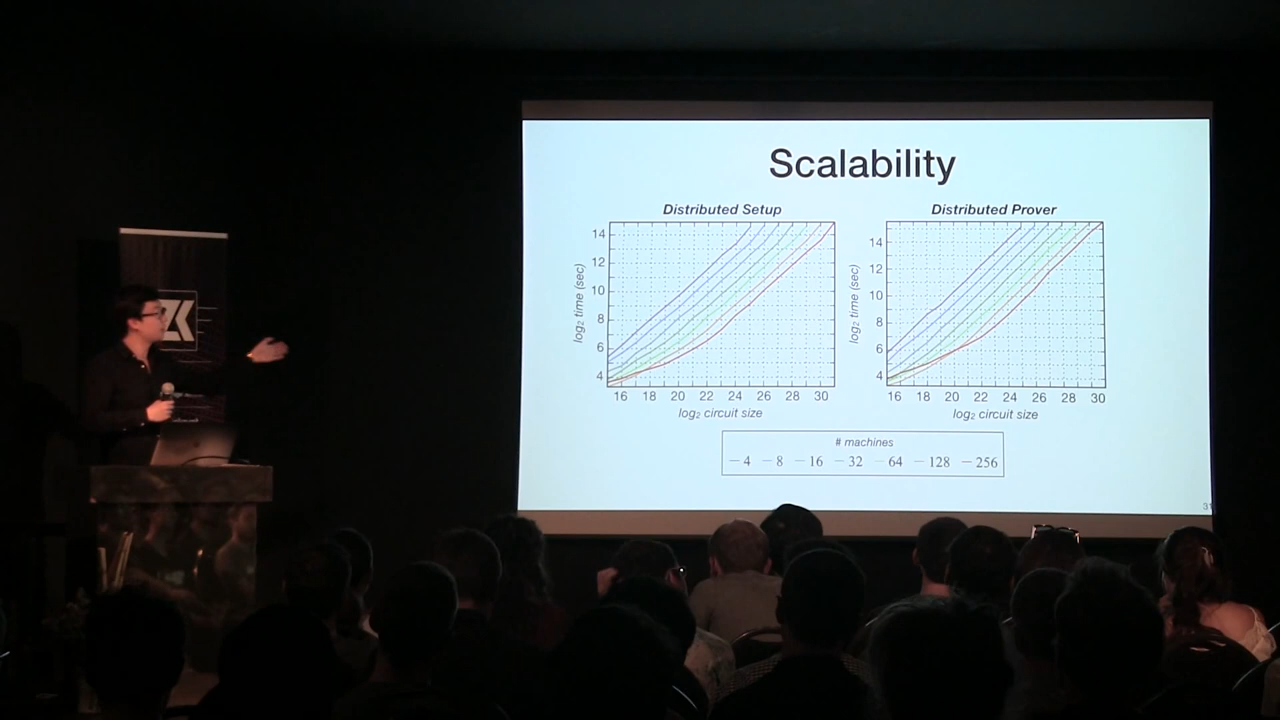 Scalability
Distributed Setup
Distributed Prover
14
12
10
8
6
4
log₂ time (sec)
16 18 20 22 24 26 28 30
log₂ circuit size
14
12
10
8
6
4
log₂ time (sec)
16 18 20 22 24 26 28 30
log₂ circuit size
# machines
4 8 16 32 64 128 256
ZK